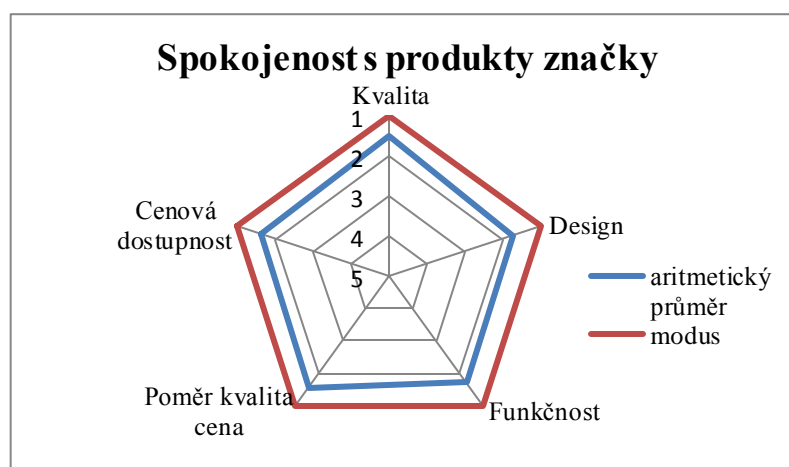 Spokojenost s produkty značky
Kvalita
1
2
3
4
5
Design
Funkčnost
Poměr kvalita
cena
Cenová
dostupnost
aritmetický
průměr
modus